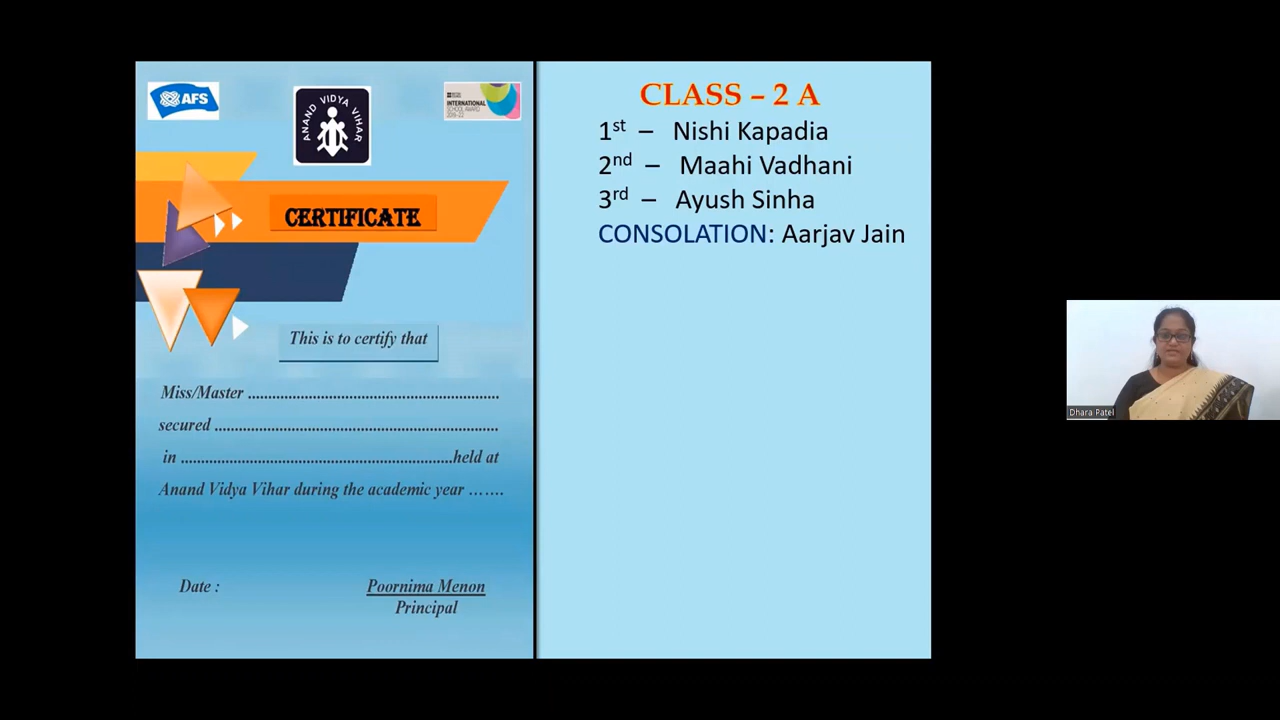 AFS
ANAND VIDYA VIHAR
INTERNATIONAL
SCHOOL AWARD
2019-22
CERTIFICATE
This is to certify that
Miss/Master ..............................................................
secured ......................................................................
in ...................................................................held at
Anand Vidya Vihar during the academic year …….
Date :
Poornima Menon
Principal
CLASS – 2 A
1st – Nishi Kapadia
2nd – Maahi Vadhani
3rd – Ayush Sinha
CONSOLATION: Aarjav Jain
Dhara Patel